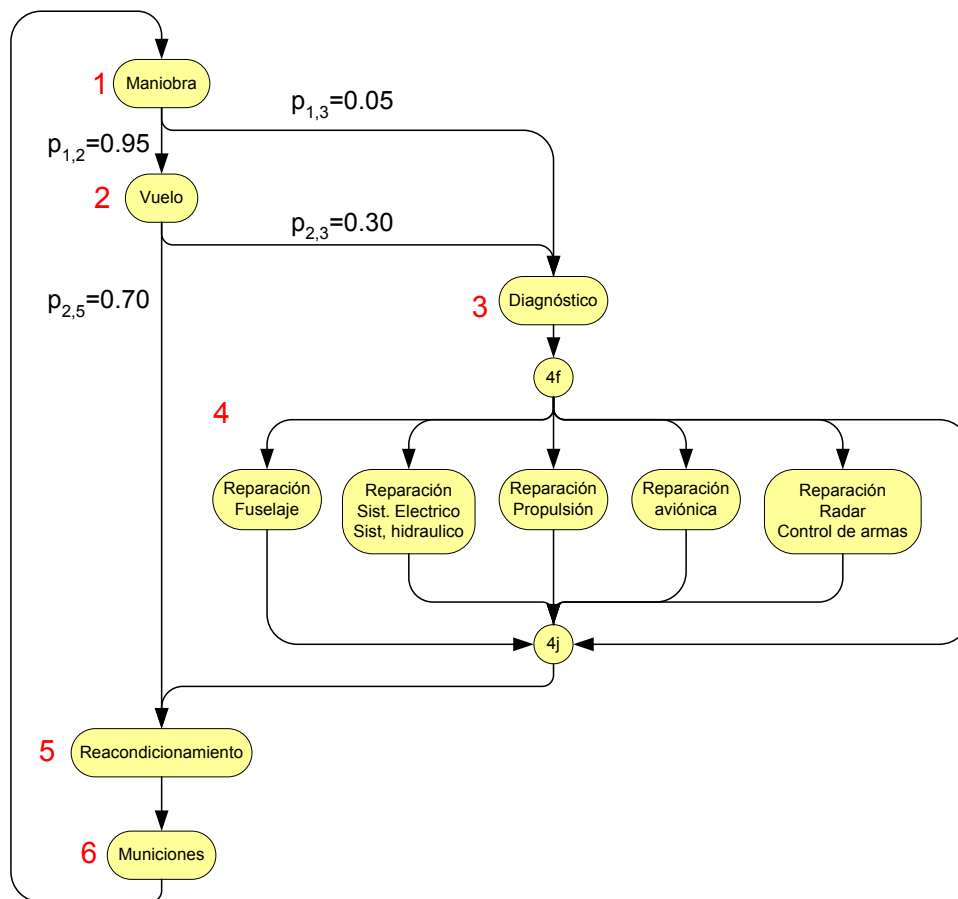 1
Maniobra
p1,3=0.05
p1,2=0.95
2
Vuelo
p2,3=0.30
p2,5=0.70
3
Diagnóstico
4f
4
Reparación
Fuselaje
Reparación
Sist. Electrico
Sist, hidraulico
Reparación
Propulsión
Reparación
aviónica
Reparación
Radar
Control de armas
4j
5
Reacondicionamiento
6
Municiones